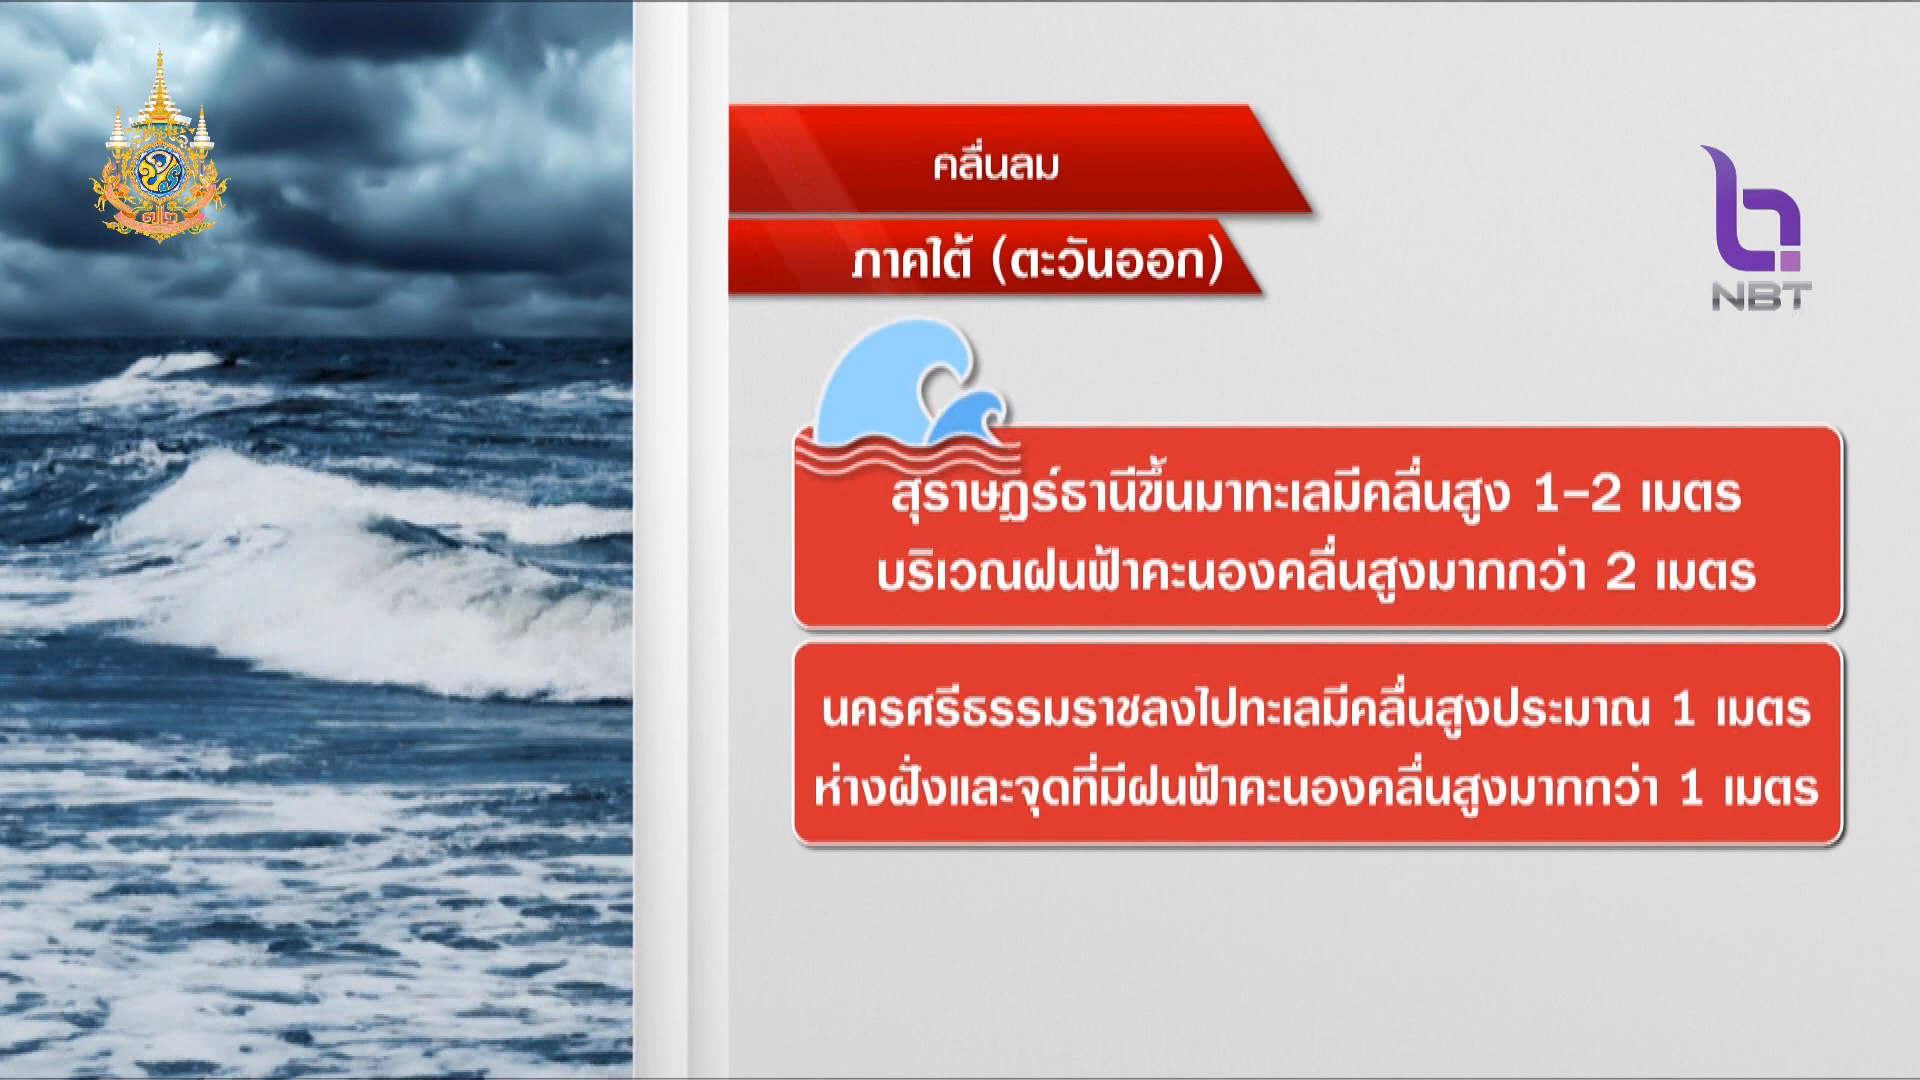 คลื่นลม
ภาคใต้ (ตะวันออก)
NBT
สุราษฎร์ธานีขึ้นมาทะเลมีคลื่นสูง 1-2 เมตร
บริเวณฝนฟ้าคะนองคลื่นสูงมากกว่า 2 เมตร
นครศรีธรรมราชลงไปทะเลมีคลื่นสูงประมาณ 1 เมตร
ห่างฝั่งและจุดที่มีฝนฟ้าคะนองคลื่นสูงมากกว่า 1 เมตร
๗๒